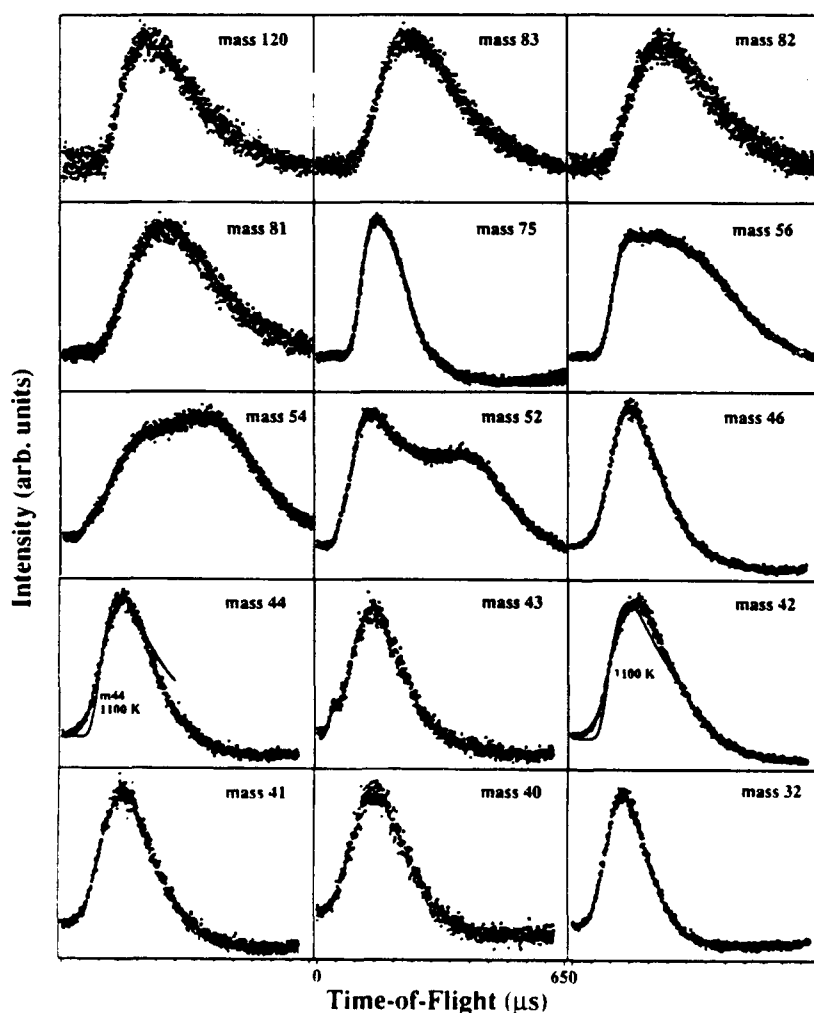 mass 120
mass 83
mass 82
mass 81
mass 75
mass 56
mass 54
mass 52
mass 46
mass 44
m44
1100 K
mass 43
mass 42
1100 K
mass 41
mass 40
mass 32
Intensity (arb. units)
0
650
Time-of-Flight (μs)